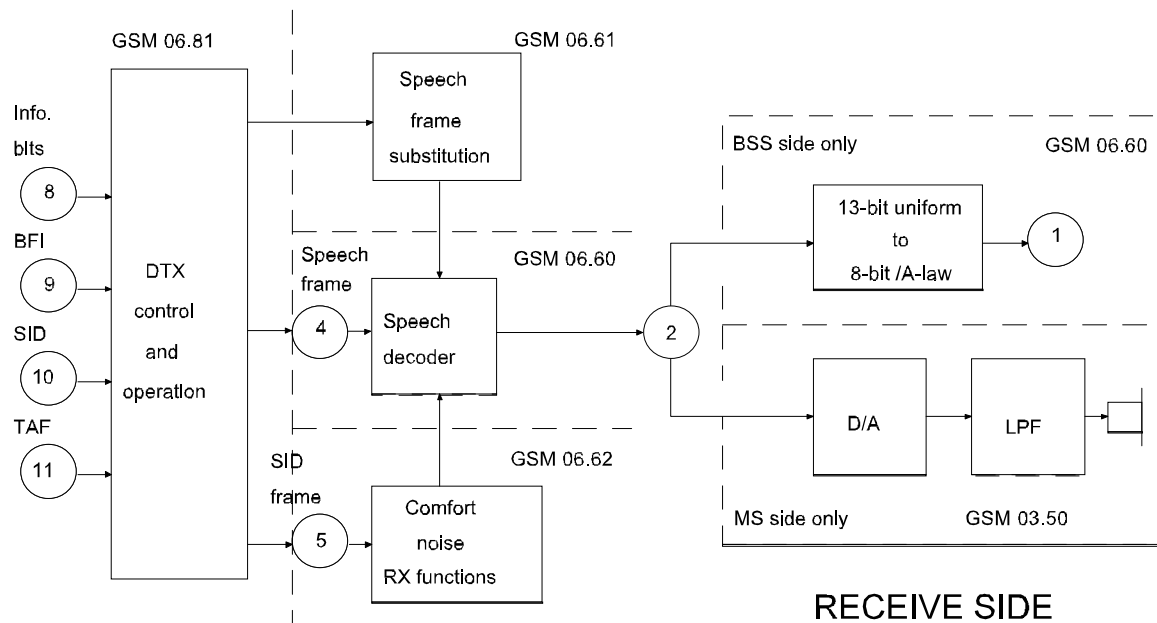 GSM 06.81
GSM 06.61
Speech
frame
substitution
Info.
bits
8
BFI
9
SID
10
TAF
11
DTX
control
and
operation
Speech
frame
4
GSM 06.60
Speech
decoder
SID
frame
5
GSM 06.62
Comfort
noise
RX functions
2
BSS side only
GSM 06.60
13-bit uniform
to
8-bit /A-law
1
D/A
LPF
MS side only
GSM 03.50
RECEIVE SIDE